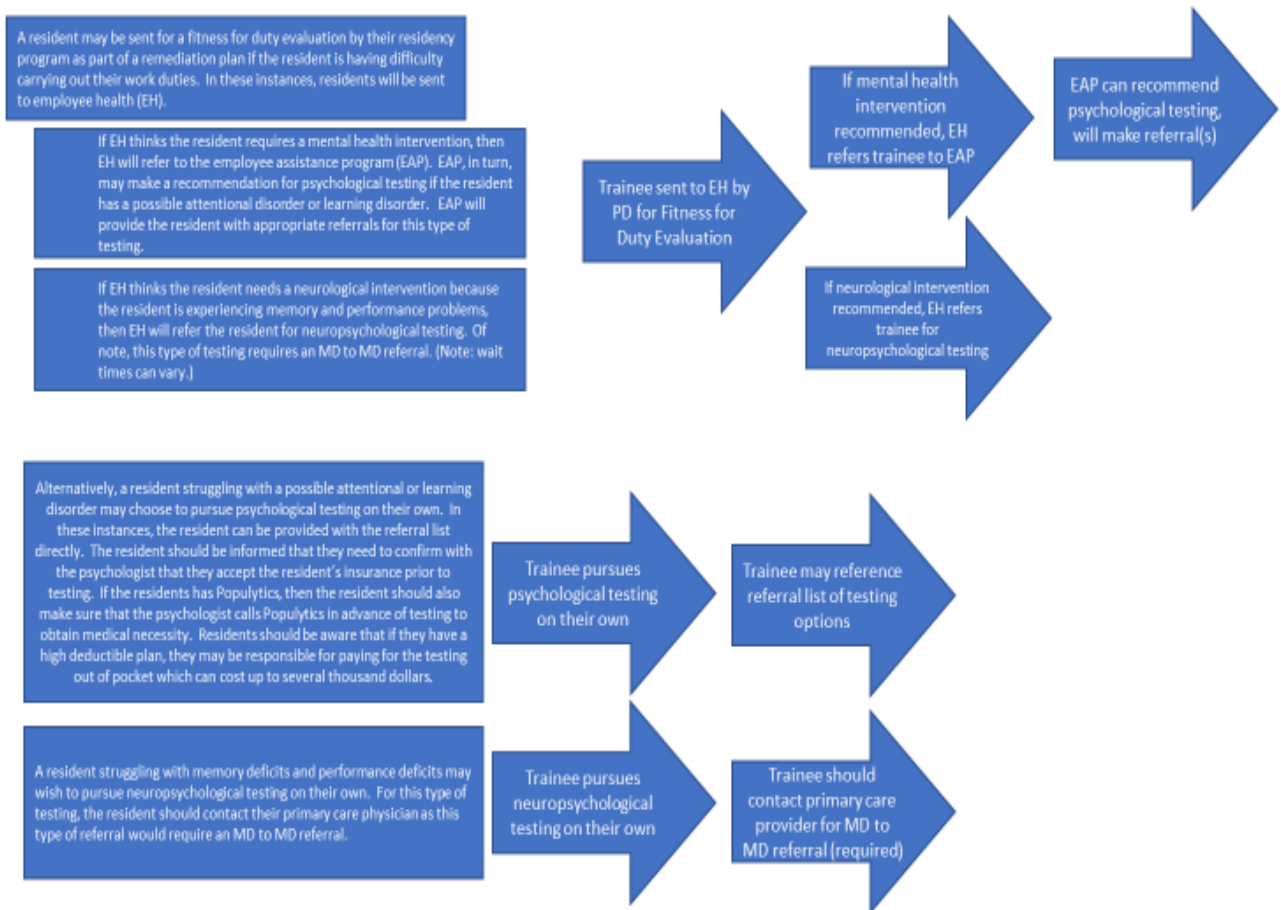 A resident may be sent for a fitness for duty evaluation by their residency
program as part of a remediation plan if the resident is having difficulty
carrying out their work duties. In these instances, residents will be sent
to employee health (EH).
If EH thinks the resident requires a mental health intervention, then
EH will refer to the employee assistance program (EAP). EAP, in turn,
may make a recommendation for psychological testing if the resident
has a possible attentional disorder or learning disorder. EAP will
provide the resident with appropriate referrals for this type of
testing.
If EH thinks the resident needs a neurological intervention because
the resident is experiencing memory and performance problems,
then EH will refer the resident for neuropsychological testing. Of
note, this type of testing requires an MD to MD referral. (Note: wait
times can vary.)
Trainee sent to EH by
PD for Fitness for
Duty Evaluation
If mental health
intervention
recommended, EH
refers trainee to EAP
EAP can recommend
psychological testing,
will make referral(s)
If neurological intervention
recommended, EH refers
trainee for
neuropsychological testing
Alternatively, a resident struggling with a possible attentional or learning
disorder may choose to pursue psychological testing on their own. In
these instances, the resident can be provided with the referral list
directly. The resident should be informed that they need to confirm with
the psychologist that they accept the resident's insurance prior to
testing. If the residents has Populytics, then the resident should also
make sure that the psychologist calls Populytics in advance of testing to
obtain medical necessity. Residents should be aware that if they have a
high deductible plan, they may be responsible for paying for the testing
out of pocket which can cost up to several thousand dollars.
Trainee pursues
psychological testing
on their own
Trainee may reference
referral list of testing
options
A resident struggling with memory deficits and performance deficits may
wish to pursue neuropsychological testing on their own. For this type of
testing, the resident should contact their primary care physician as this
type of referral would require an MD to MD referral.
Trainee pursues
neuropsychological
testing on their own
Trainee should
contact primary care
provider for MD to
MD referral (required)